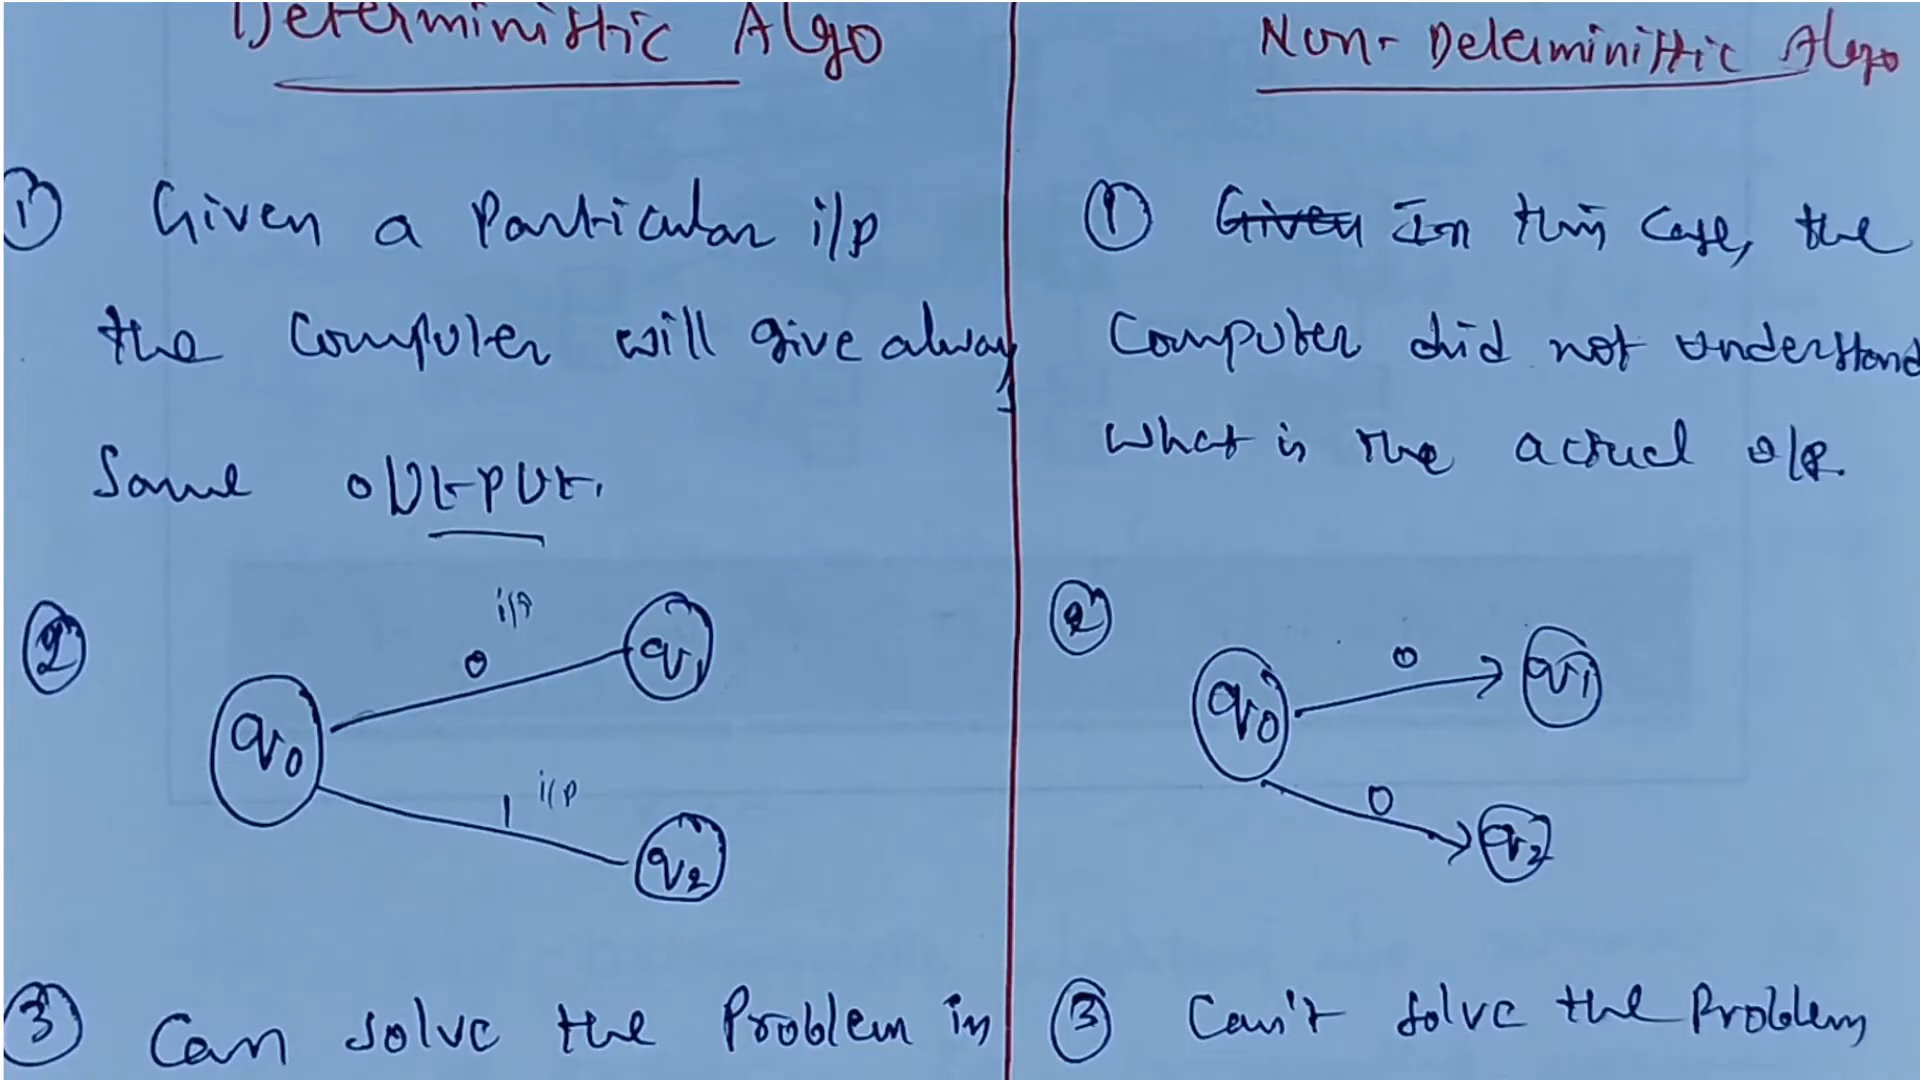 Deterministic Algo
① Given a Particular i/p
the Computer will give always
Same output.
②
i/p
0
q1
q0
1 i/p
q2
Non-Deterministic Algo
① Given In this case, the
Computer did not understand
what is the actual o/p.
②
0
q1
q0
0
q2
③ Can solve the Problem in
③ Can't solve the Problem